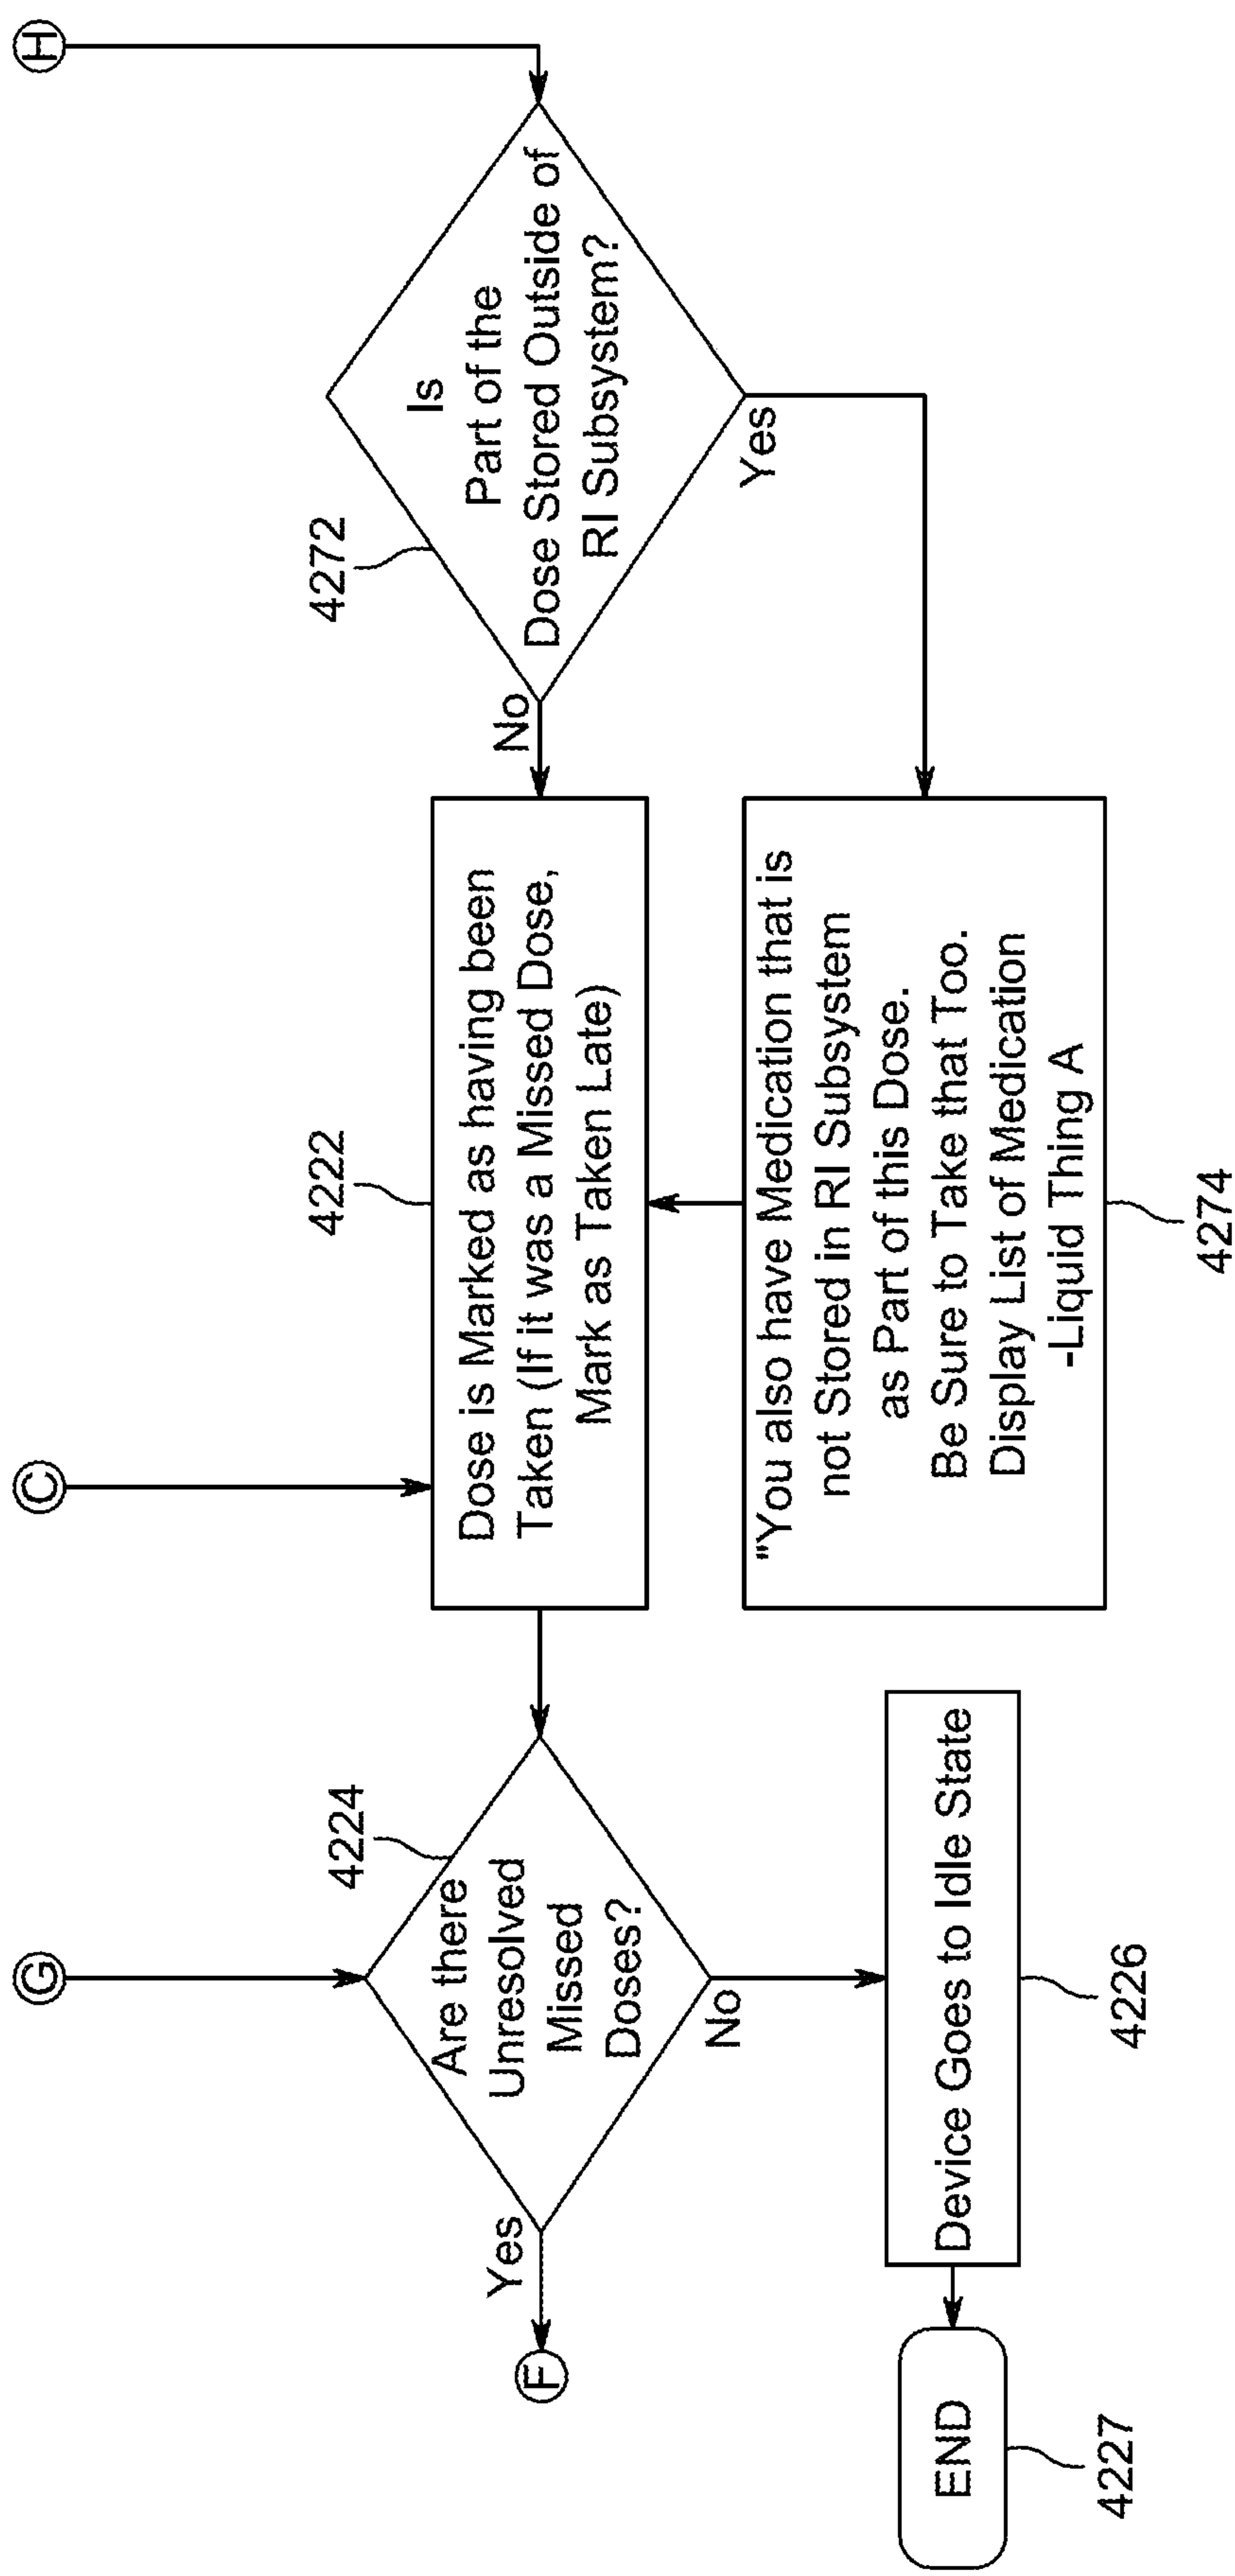 G
C
H
4224
Are there
Unresolved
Missed
Doses?
Yes
F
No
4222
Dose is Marked as having been
Taken (If it was a Missed Dose,
Mark as Taken Late)
4272
Is
Part of the
Dose Stored Outside of
RI Subsystem?
No
Yes
"You also have Medication that is
not Stored in RI Subsystem
as Part of this Dose.
Be Sure to Take that Too.
Display List of Medication
-Liquid Thing A
4274
Device Goes to Idle State
4226
END
4227